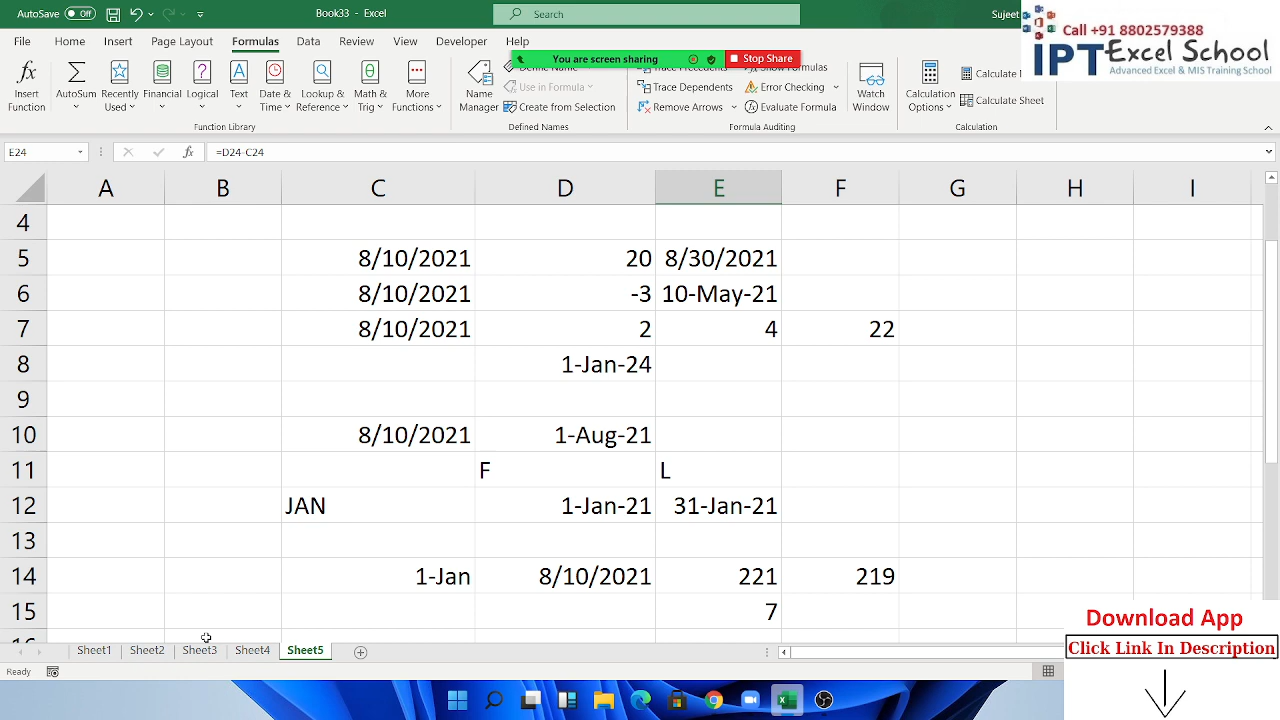 AutoSave Off Book33 - Excel Search Sujeet
Call +91 8802579388
IPT Excel School
Advanced Excel & MIS Training School
File Home Insert Page Layout Formulas Data View Developer Help
You are screen sharing Stop Share
Insert Function
AutoSum
Recently Used
Financial
Logical
Text
Date & Time
Lookup & Reference
Math & Trig
More Functions
Function Library
Name Manager
Define Name
Use in Formula
Create from Selection
Defined Names
Trace Precedents
Trace Dependents
Remove Arrows
Show Formulas
Error Checking
Evaluate Formula
Formula Auditing
Watch Window
Calculation Options
Calculate
Calculate Sheet
Calculation
E24 fx =D24-C24
A B C D E F G H I
4
5 8/10/2021 20 8/30/2021
6 8/10/2021 -3 10-May-21
7 8/10/2021 2 4 22
8 1-Jan-24
9
10 8/10/2021 1-Aug-21
11 F L
12 JAN 1-Jan-21 31-Jan-21
13
14 1-Jan 8/10/2021 221 219
15 7
Sheet1 Sheet2 Sheet3 Sheet4 Sheet5
Ready
Download App
Click Link In Description